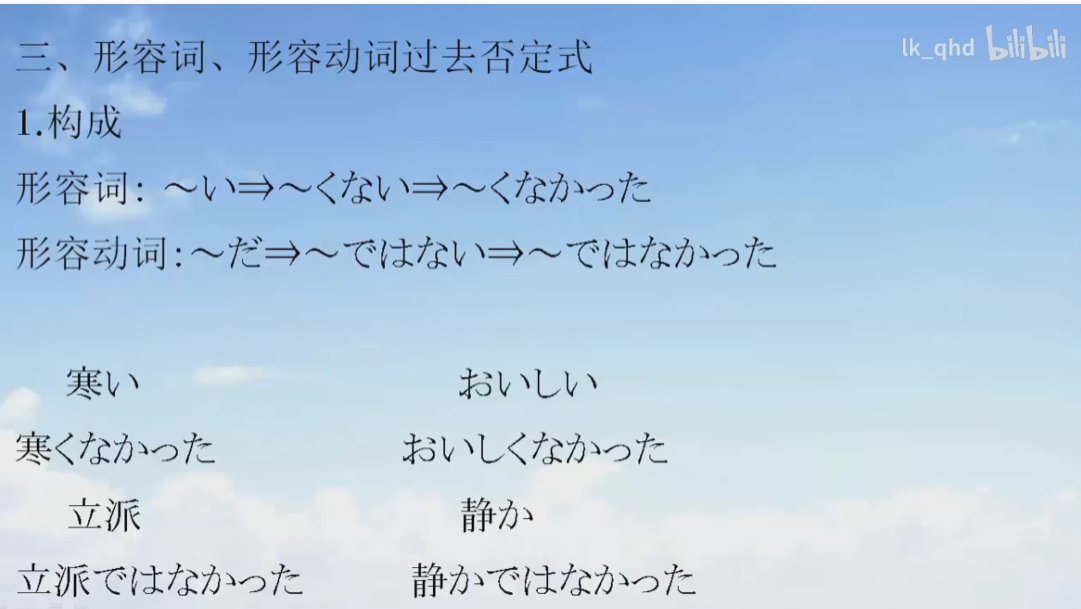 lk_qhd bilibili
三、形容词、形容动词过去否定式
1.构成
形容词: ～い⇒～くない⇒～くなかった
形容动词:～だ⇒～ではない⇒～ではなかった
寒い おいしい
寒くなかった おいしくなかった
立派 静か
立派ではなかった 静かではなかった